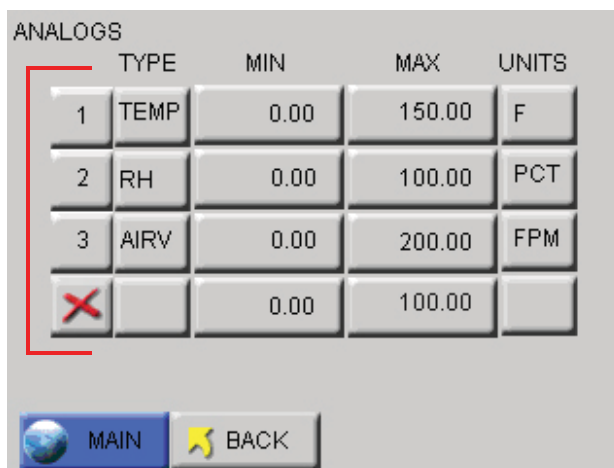 ANALOGS
TYPE MIN MAX UNITS
1 TEMP 0.00 150.00 F
2 RH 0.00 100.00 PCT
3 AIRV 0.00 200.00 FPM
0.00 100.00
MAIN BACK